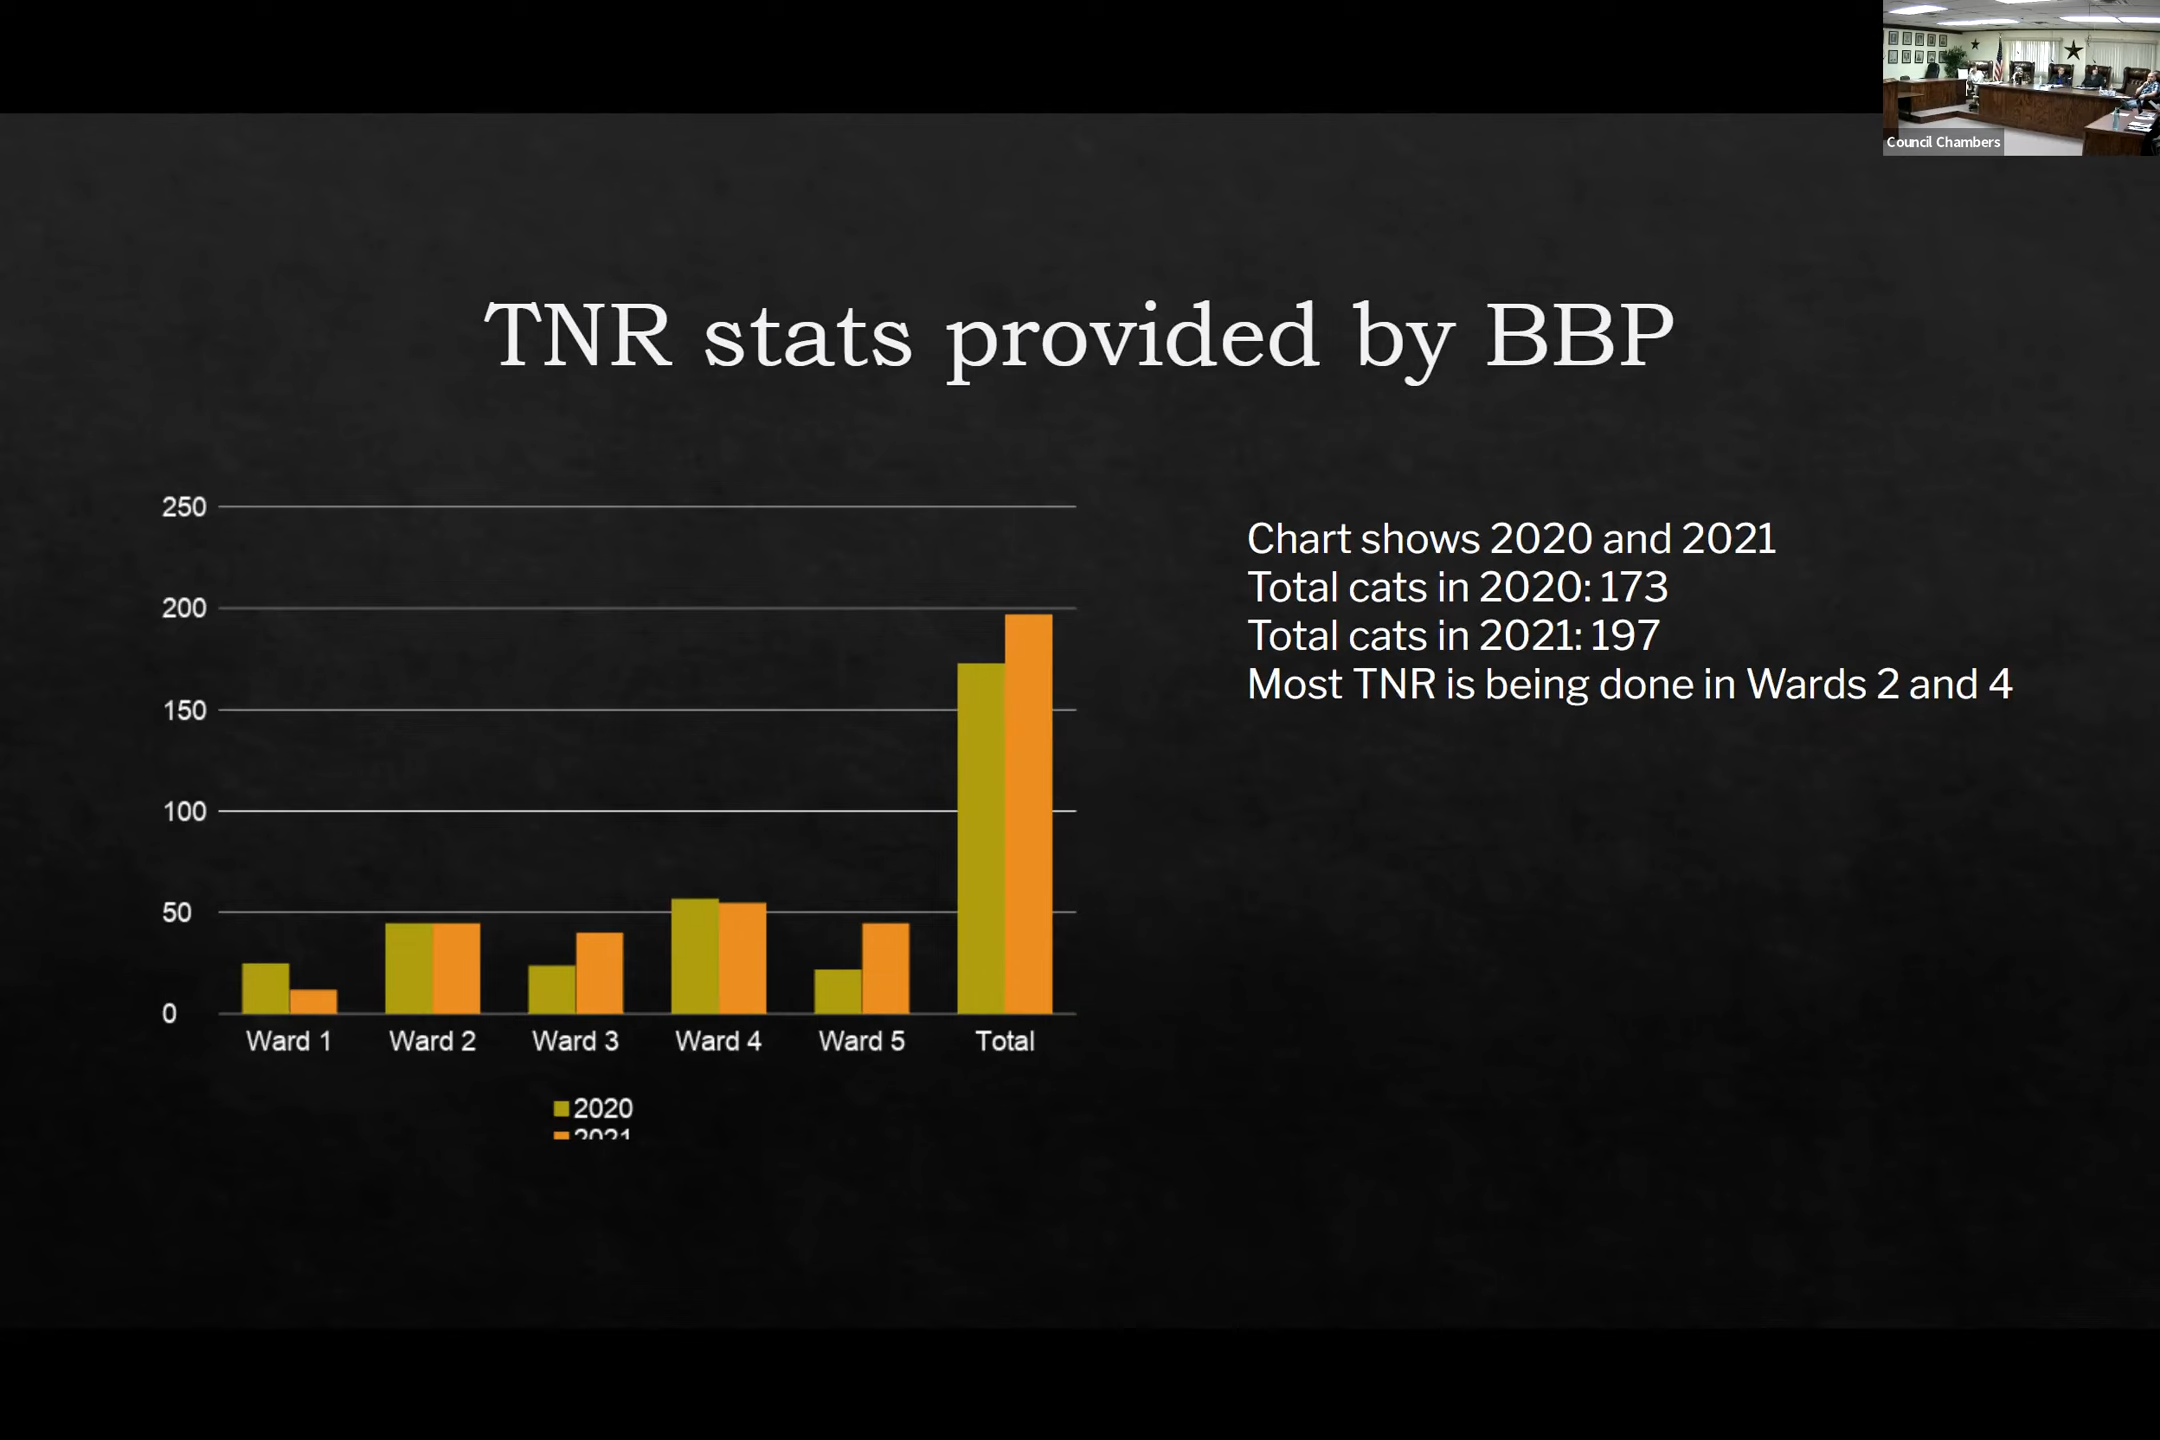 Council Chambers
TNR stats provided by BBP
250
200
150
100
50
0
Ward 1 Ward 2 Ward 3 Ward 4 Ward 5 Total
2020
2021
Chart shows 2020 and 2021
Total cats in 2020: 173
Total cats in 2021: 197
Most TNR is being done in Wards 2 and 4